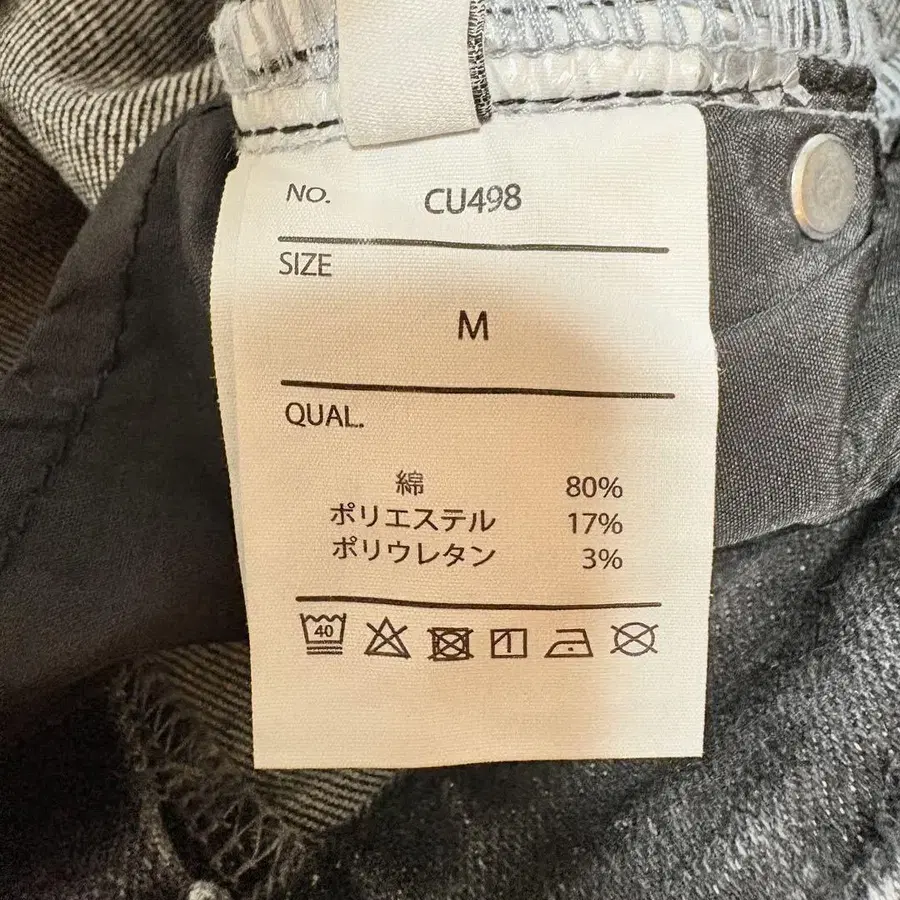 No. CU498
SIZE
M
QUAL.
綿 80%
ポリエステル 17%
ポリウレタン 3%
40